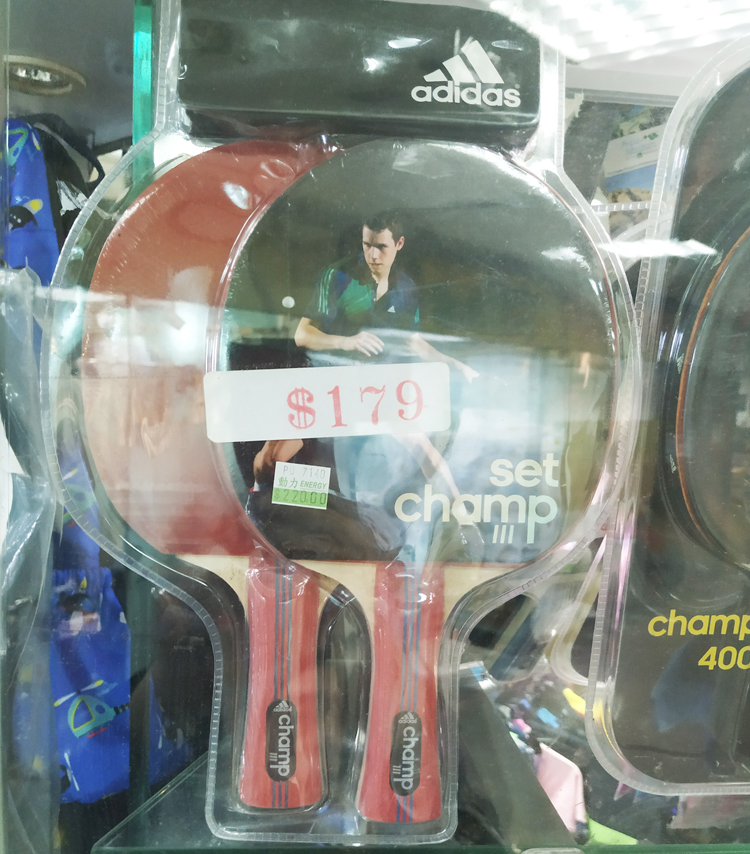 adidas
$179
動力 ENERGY
$220.00
set
champ
III
champ
400
champ
III
champ
III